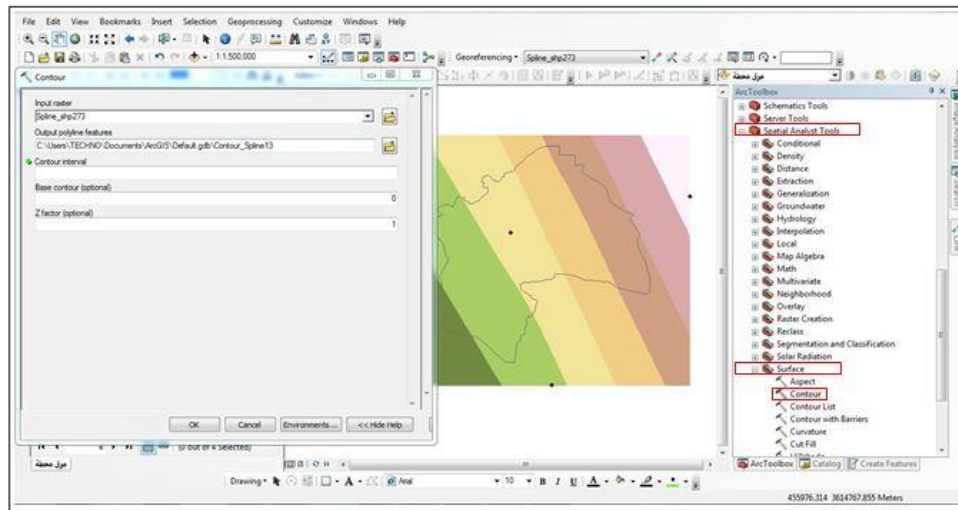 File Edit View Bookmarks Insert Selection Geoprocessing Customize Windows Help
1:1,500,000
Georeferencing
Spline_shp273
Contour
Input raster
Spline_shp273
Output polyline features
C:\Users\TECHNO\Documents\ArcGIS\Default.gdb\Contour_Spline13
Contour interval
Base contour (optional)
0
Z factor (optional)
1
OK Cancel Environments... << Hide Help
(0 out of 4 Selected)
ArcToolbox
Schematics Tools
Server Tools
Spatial Analyst Tools
Conditional
Density
Distance
Extraction
Generalization
Groundwater
Hydrology
Interpolation
Local
Map Algebra
Math
Multivariate
Neighborhood
Overlay
Raster Creation
Reclass
Segmentation and Classification
Solar Radiation
Surface
Aspect
Contour
Contour List
Contour with Barriers
Curvature
Cut Fill
ArcToolbox Catalog Create Features
Drawing A Arial 10 B I U A
455976.314 3614767.855 Meters